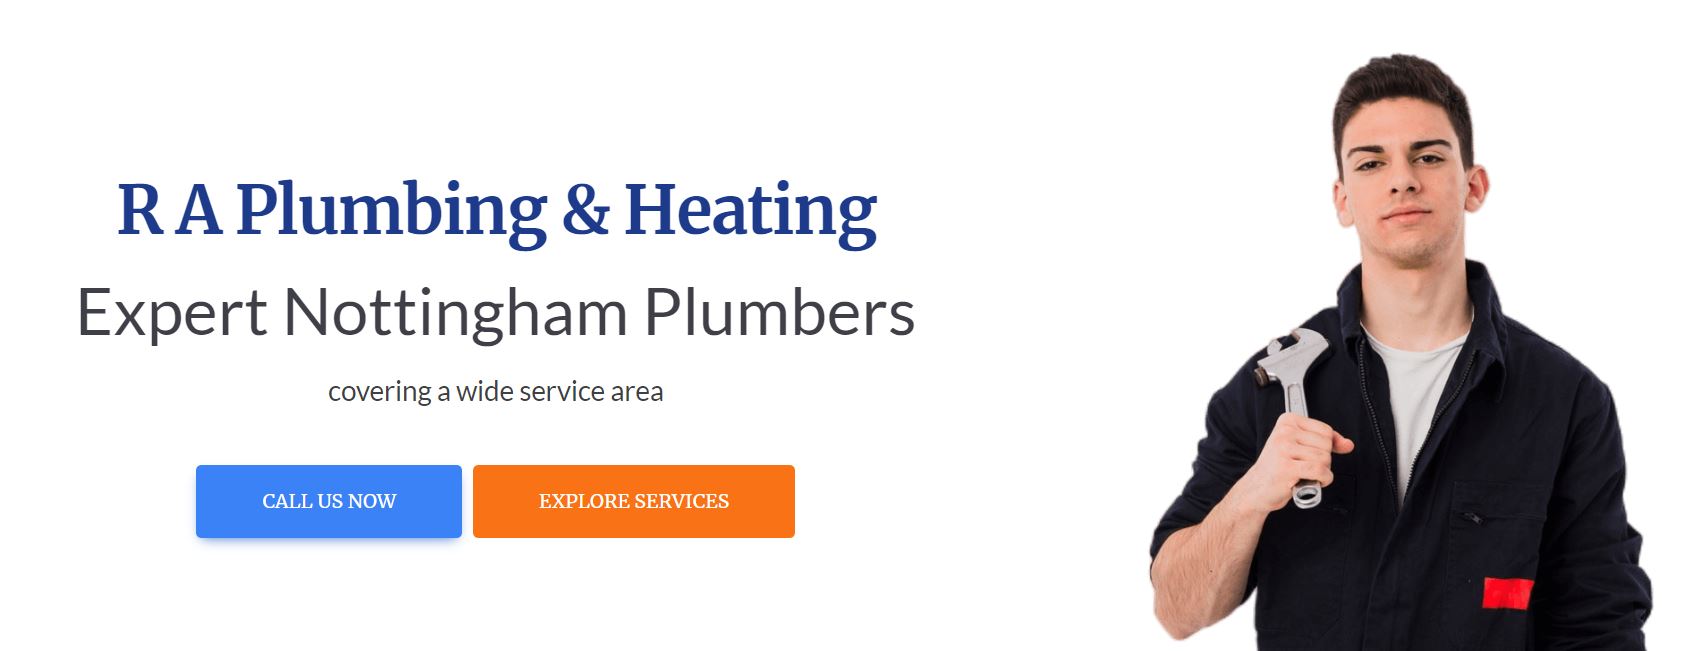 R A Plumbing & Heating
Expert Nottingham Plumbers
covering a wide service area
CALL US NOW
EXPLORE SERVICES